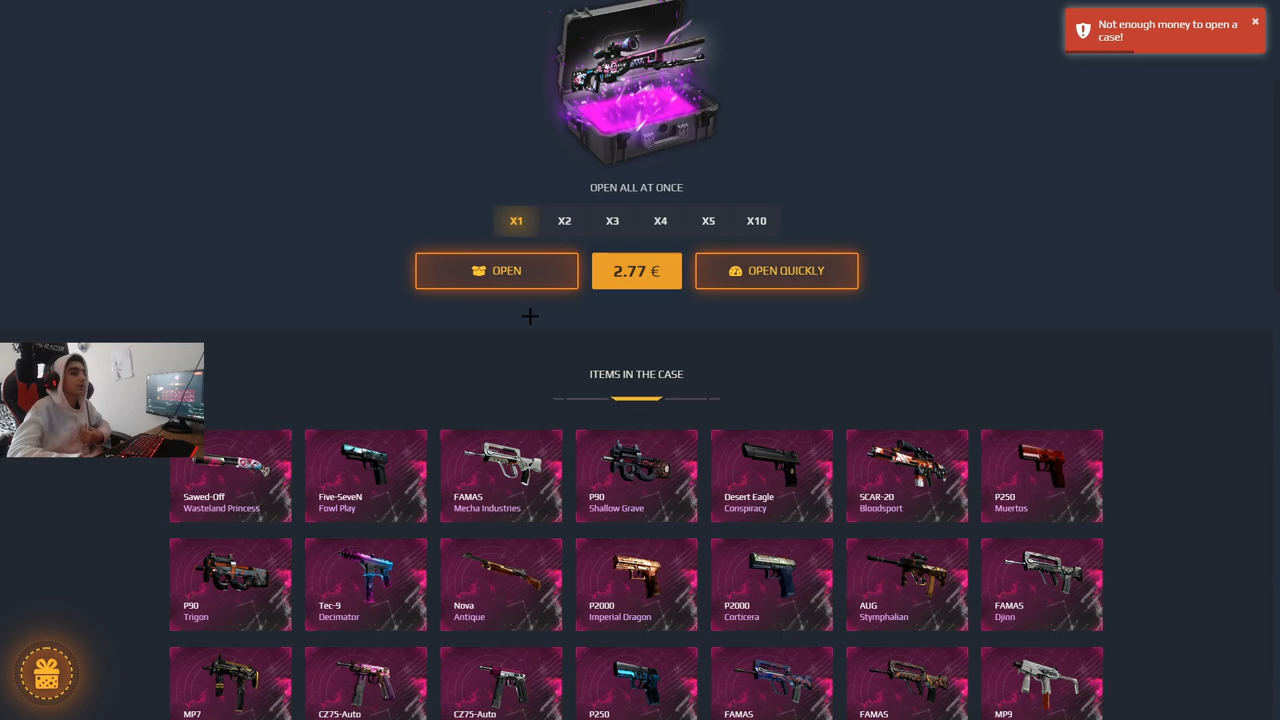 Not enough money to open a
case!
OPEN ALL AT ONCE
X1 X2 X3 X4 X5 X10
OPEN 2.77 € OPEN QUICKLY
ITEMS IN THE CASE
Sawed-Off
Wasteland Princess
Five-SeveN
Fowl Play
FAMAS
Mecha Industries
P90
Shallow Grave
Desert Eagle
Conspiracy
SCAR-20
Bloodsport
P250
Muertos
P90
Trigon
Tec-9
Decimator
Nova
Antique
P2000
Imperial Dragon
P2000
Corticera
AUG
Stymphalian
FAMAS
Djinn
MP7
CZ75-Auto
CZ75-Auto
P250
FAMAS
FAMAS
MP9